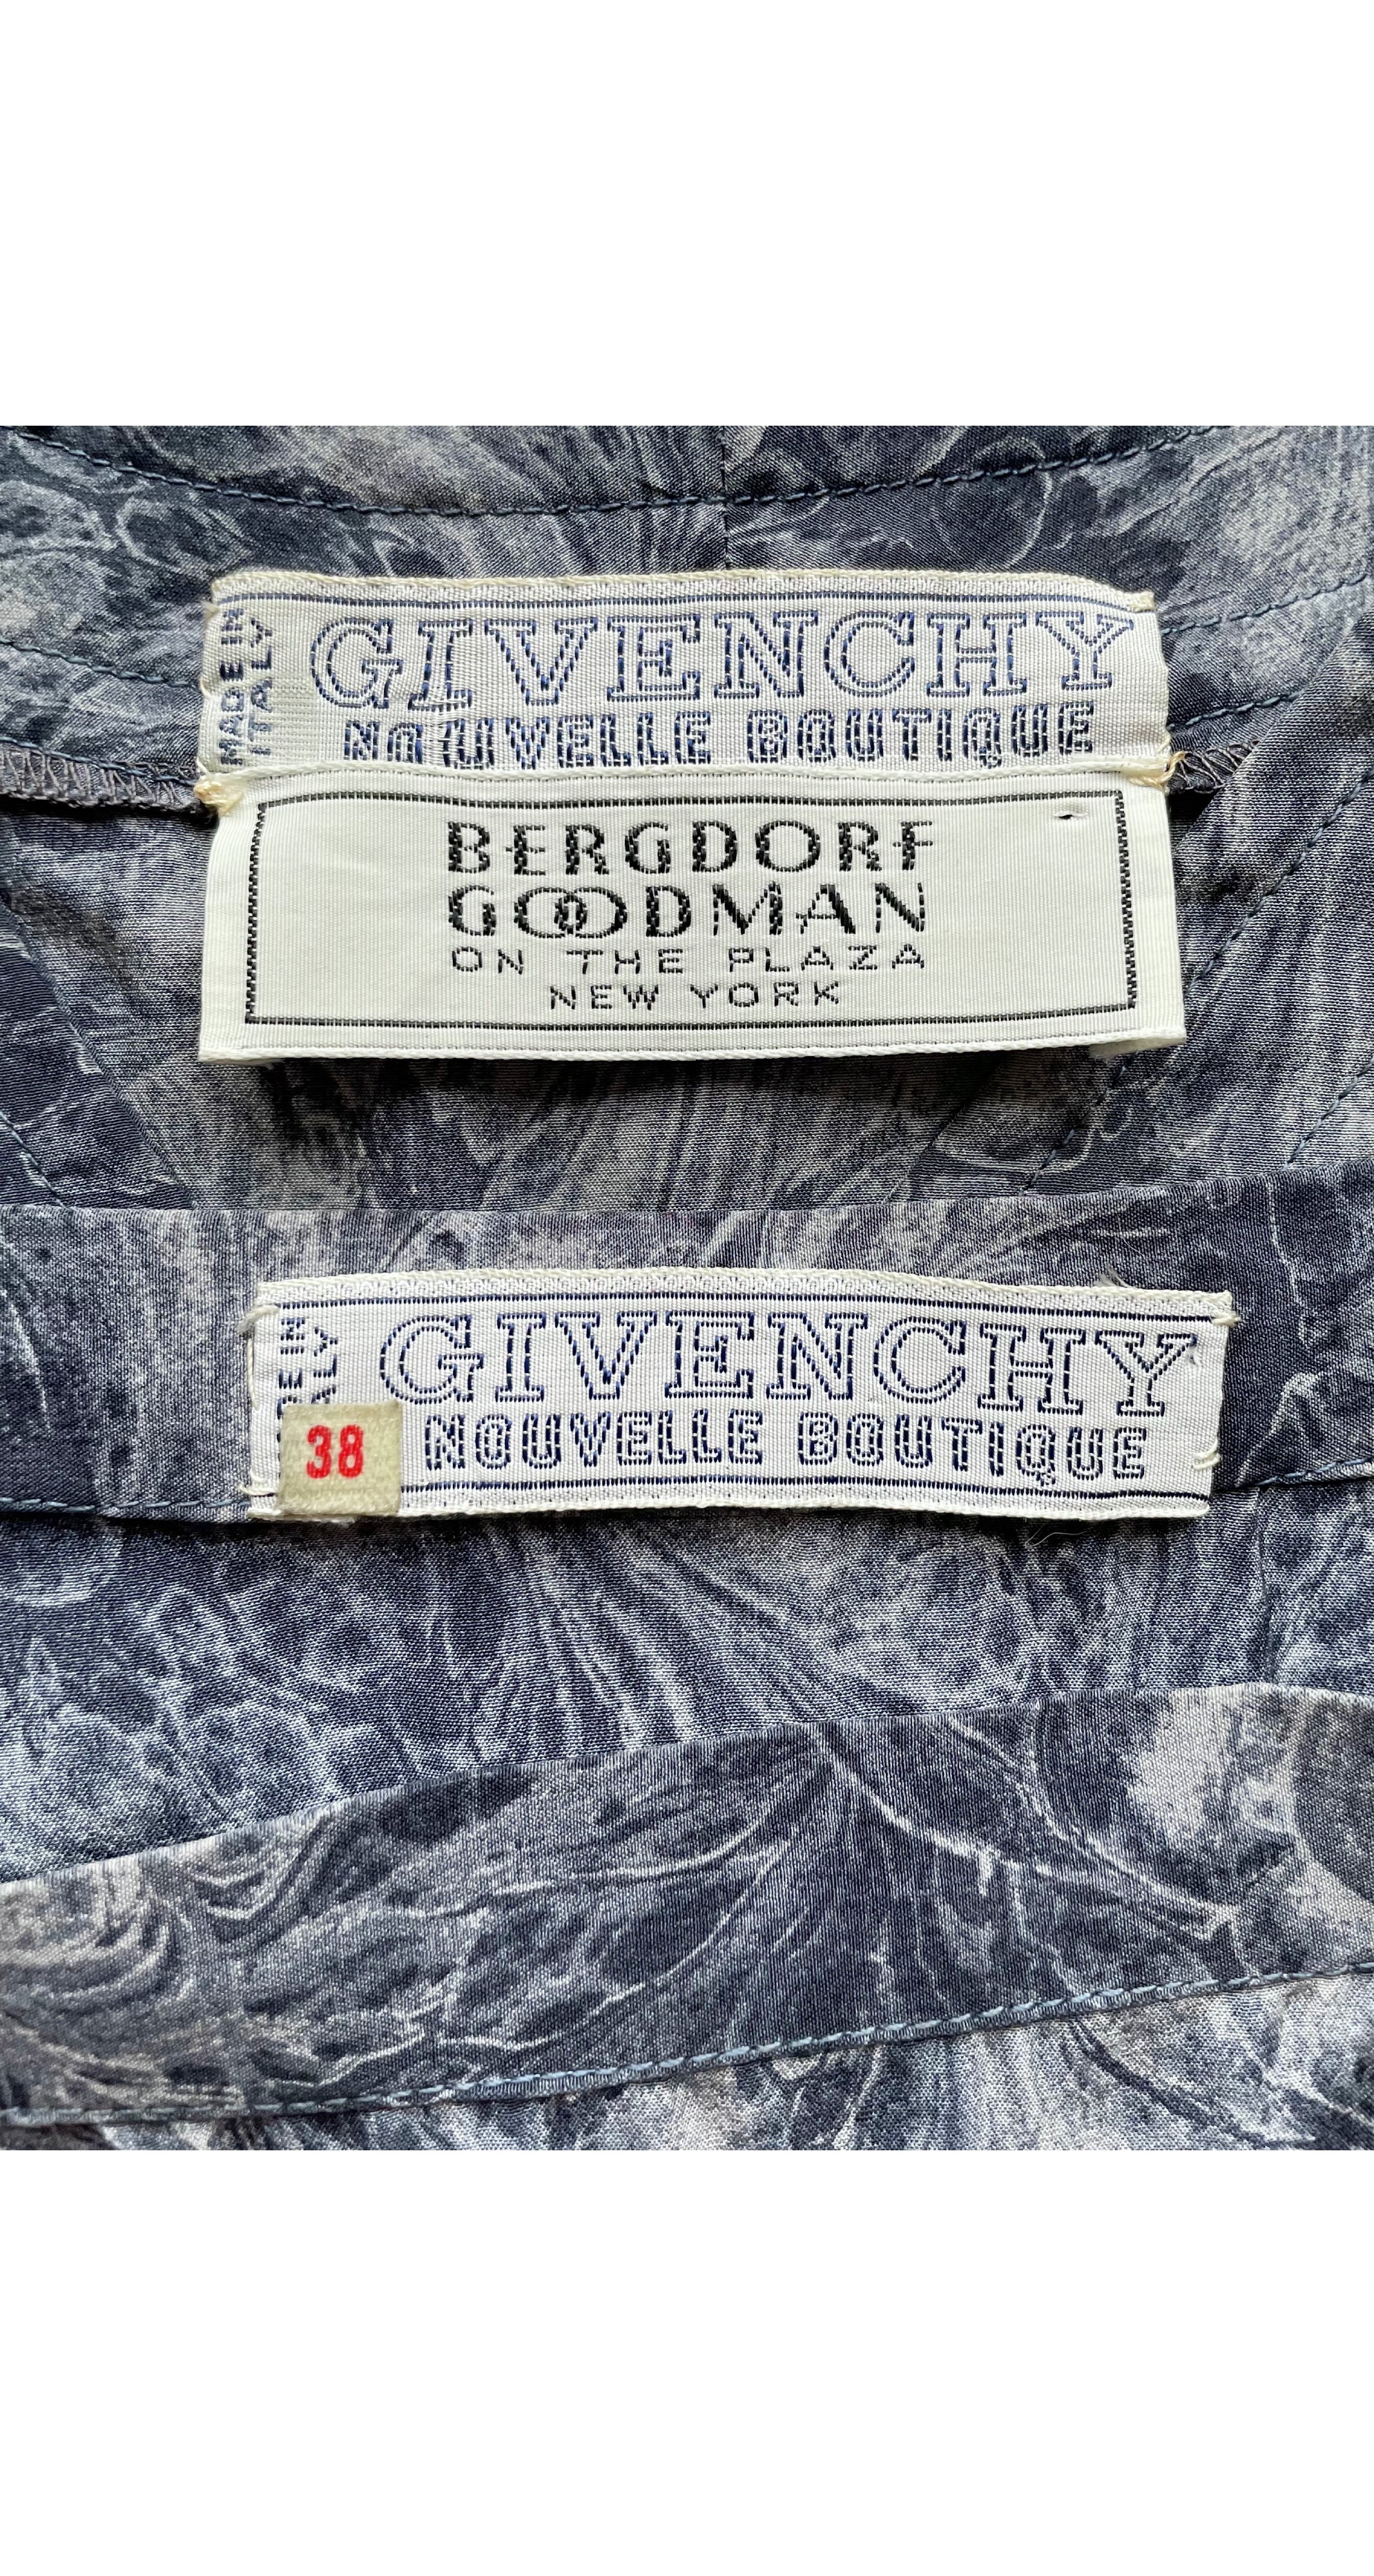 MADE IN
ITALY
GIVENCHY
NOUVELLE BOUTIQUE
BERGDORF
GOODMAN
ON THE PLAZA
NEW YORK
GIVENCHY
38 NOUVELLE BOUTIQUE